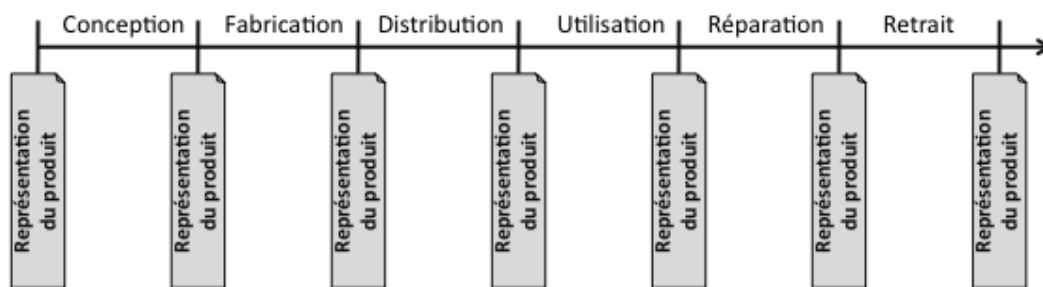 Conception Fabrication Distribution Utilisation Réparation Retrait
Représentation
du produit
Représentation
du produit
Représentation
du produit
Représentation
du produit
Représentation
du produit
Représentation
du produit
Représentation
du produit